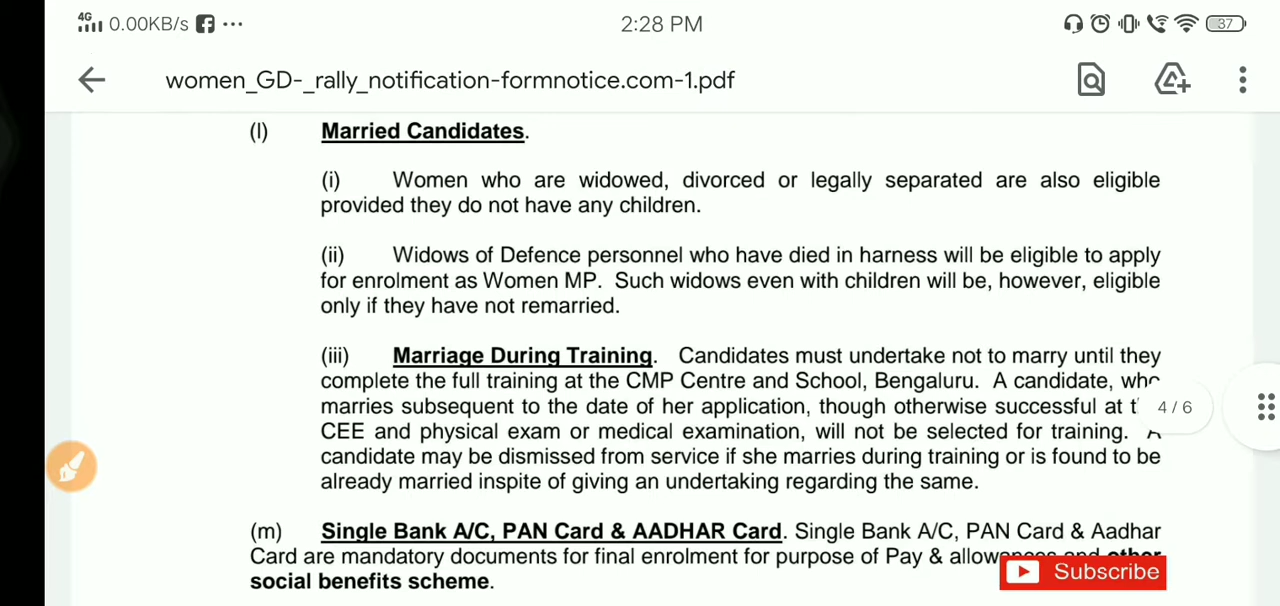 4G 0.00KB/s ... 2:28 PM 37
women_GD-_rally_notification-formnotice.com-1.pdf
(l) Married Candidates.
(i) Women who are widowed, divorced or legally separated are also eligible
provided they do not have any children.
(ii) Widows of Defence personnel who have died in harness will be eligible to apply
for enrolment as Women MP. Such widows even with children will be, however, eligible
only if they have not remarried.
(iii) Marriage During Training. Candidates must undertake not to marry until they
complete the full training at the CMP Centre and School, Bengaluru. A candidate, who
marries subsequent to the date of her application, though otherwise successful at
4 / 6
CEE and physical exam or medical examination, will not be selected for training. A
candidate may be dismissed from service if she marries during training or is found to be
already married inspite of giving an undertaking regarding the same.
(m) Single Bank A/C, PAN Card & AADHAR Card. Single Bank A/C, PAN Card & Aadhar
Card are mandatory documents for final enrolment for purpose of Pay & allowances and other
social benefits scheme.
Subscribe